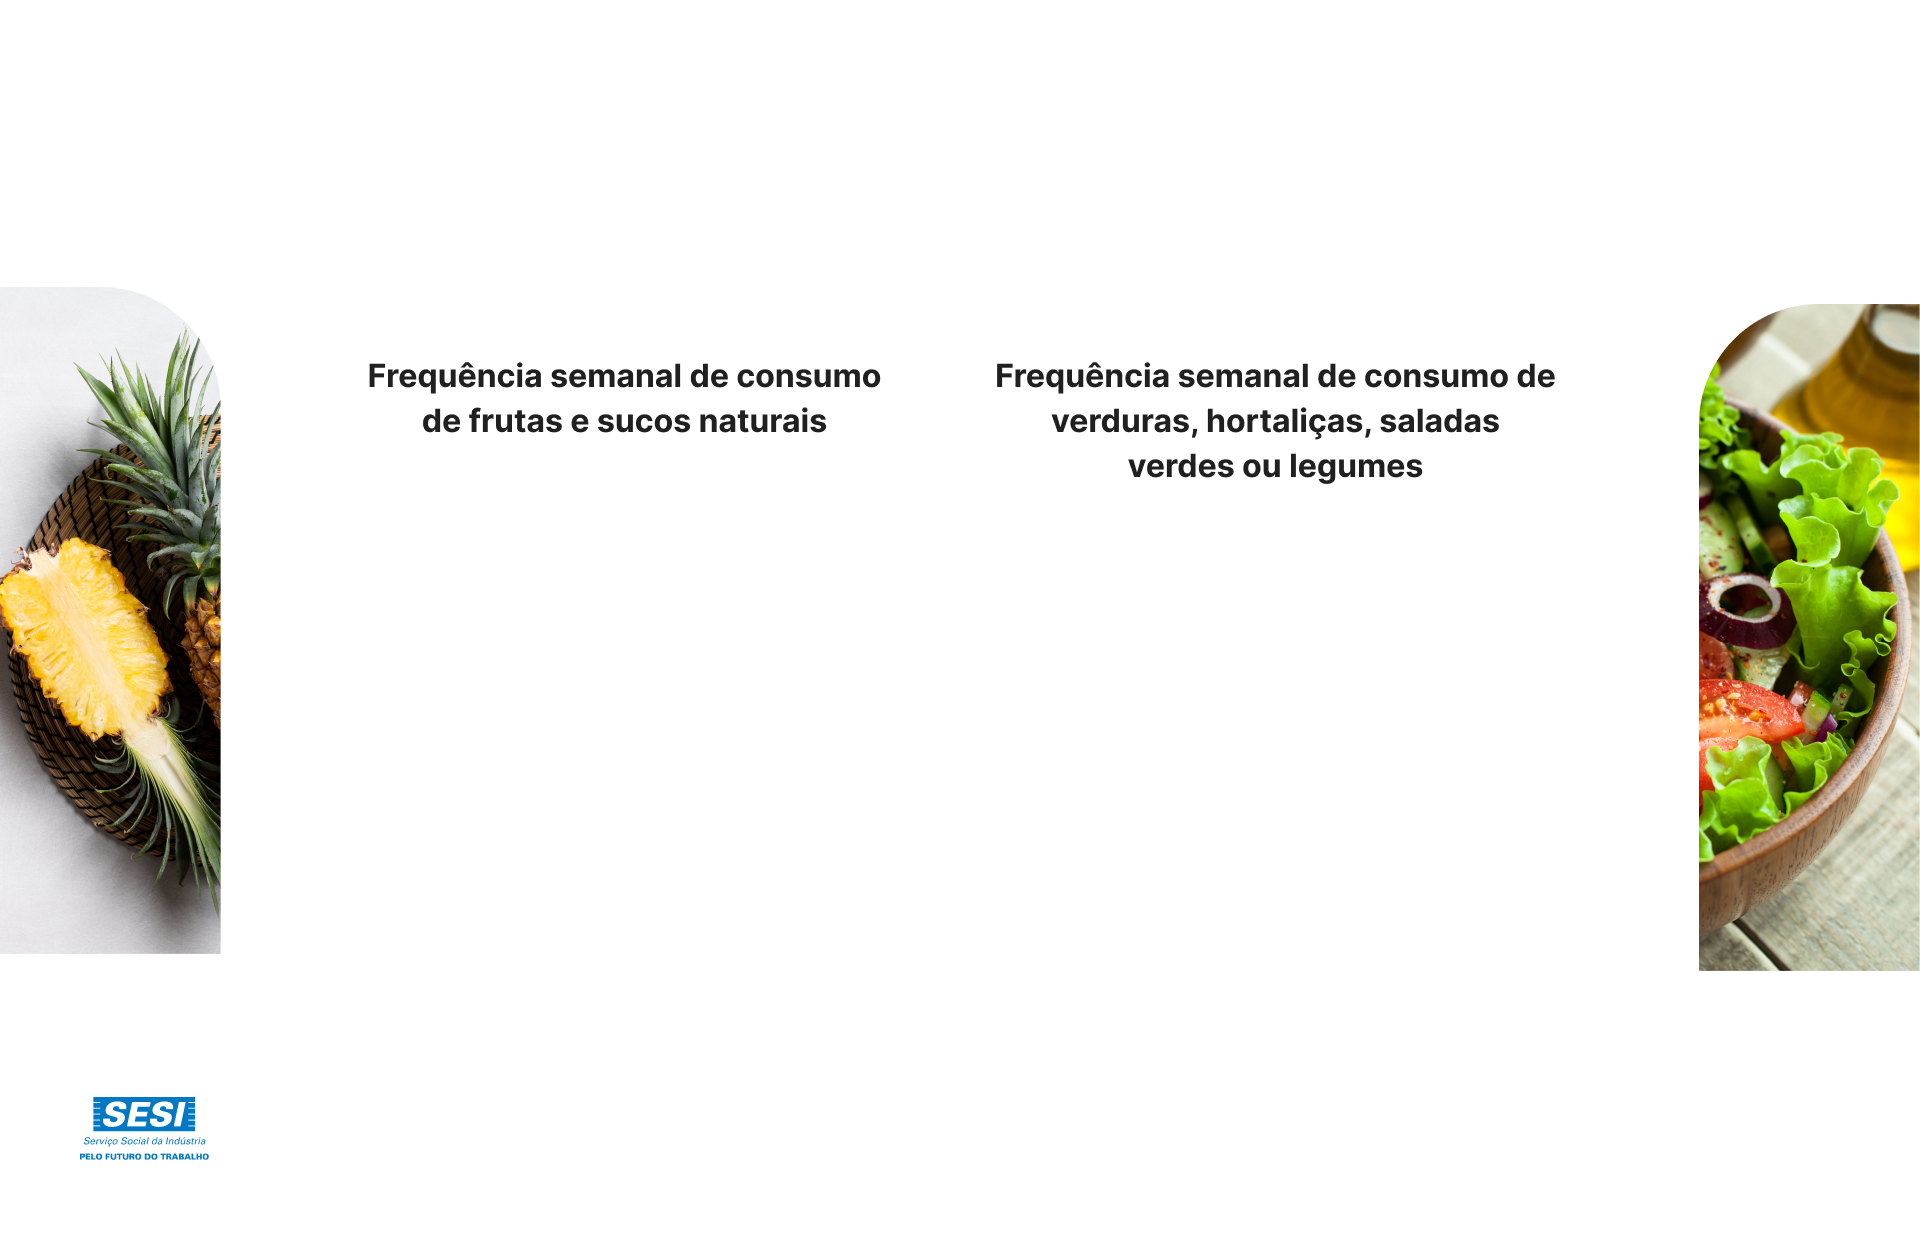 Frequência semanal de consumo
de frutas e sucos naturais
Frequência semanal de consumo de
verduras, hortaliças, saladas
verdes ou legumes
SESI
Serviço Social da Indústria
PELO FUTURO DO TRABALHO